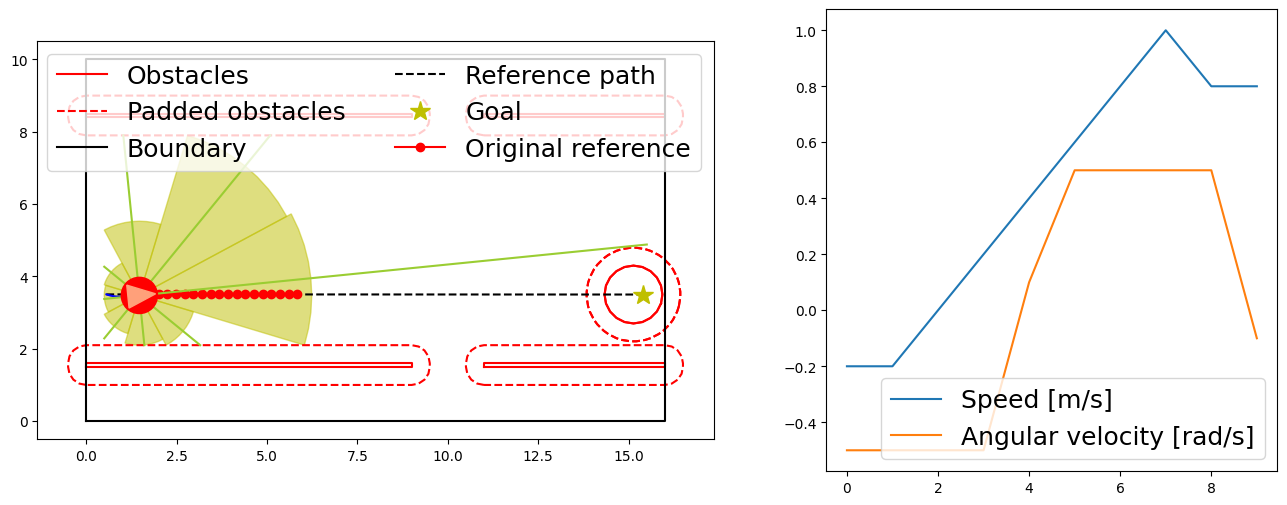 Obstacles
Padded obstacles
Boundary
Reference path
Goal
Original reference
10
8
6
4
2
0
0.0 2.5 5.0 7.5 10.0 12.5 15.0
1.0
0.8
0.6
0.4
0.2
0.0
−0.2
−0.4
Speed [m/s]
Angular velocity [rad/s]
0 2 4 6 8